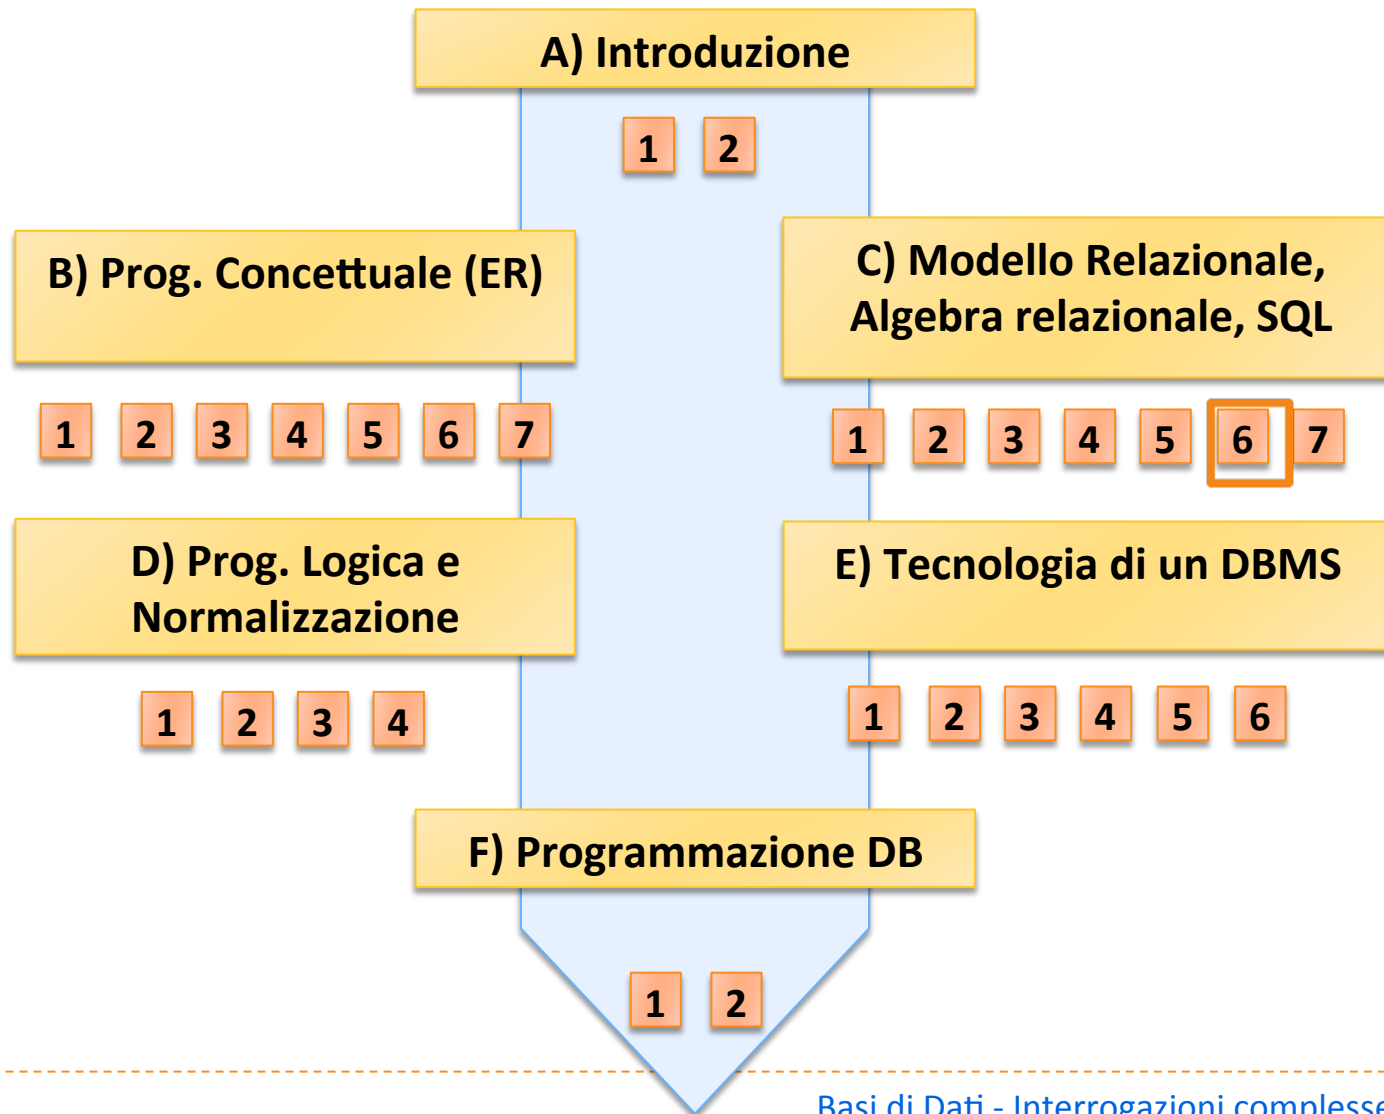 A) Introduzione
1 2
B) Prog. Concettuale (ER)
1 2 3 4 5 6 7
C) Modello Relazionale,
Algebra relazionale, SQL
1 2 3 4 5 6 7
D) Prog. Logica e
Normalizzazione
1 2 3 4
E) Tecnologia di un DBMS
1 2 3 4 5 6
F) Programmazione DB
1 2
Basi di Dati - Interrogazioni complesse